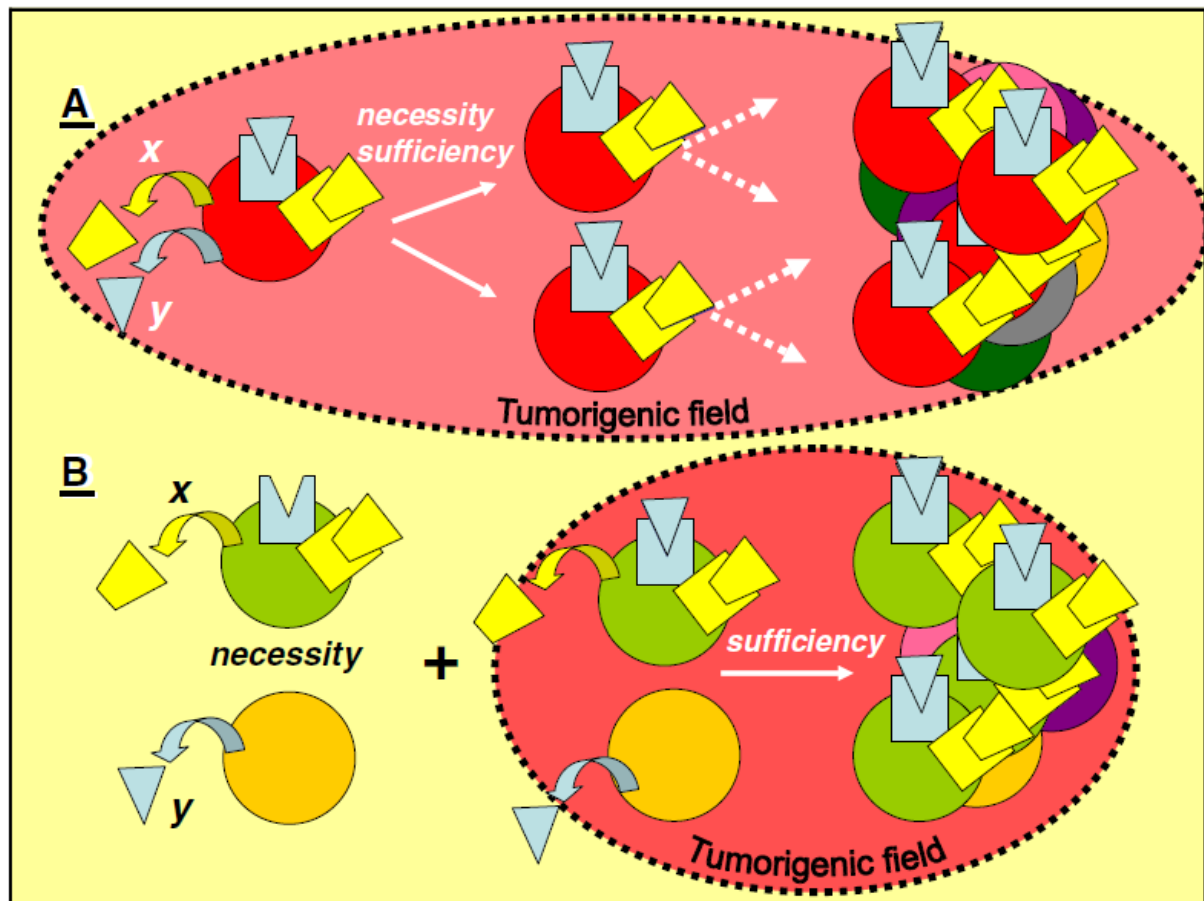 A
x
necessity
sufficiency
y
Tumorigenic field
B
x
necessity
+
sufficiency
y
Tumorigenic field